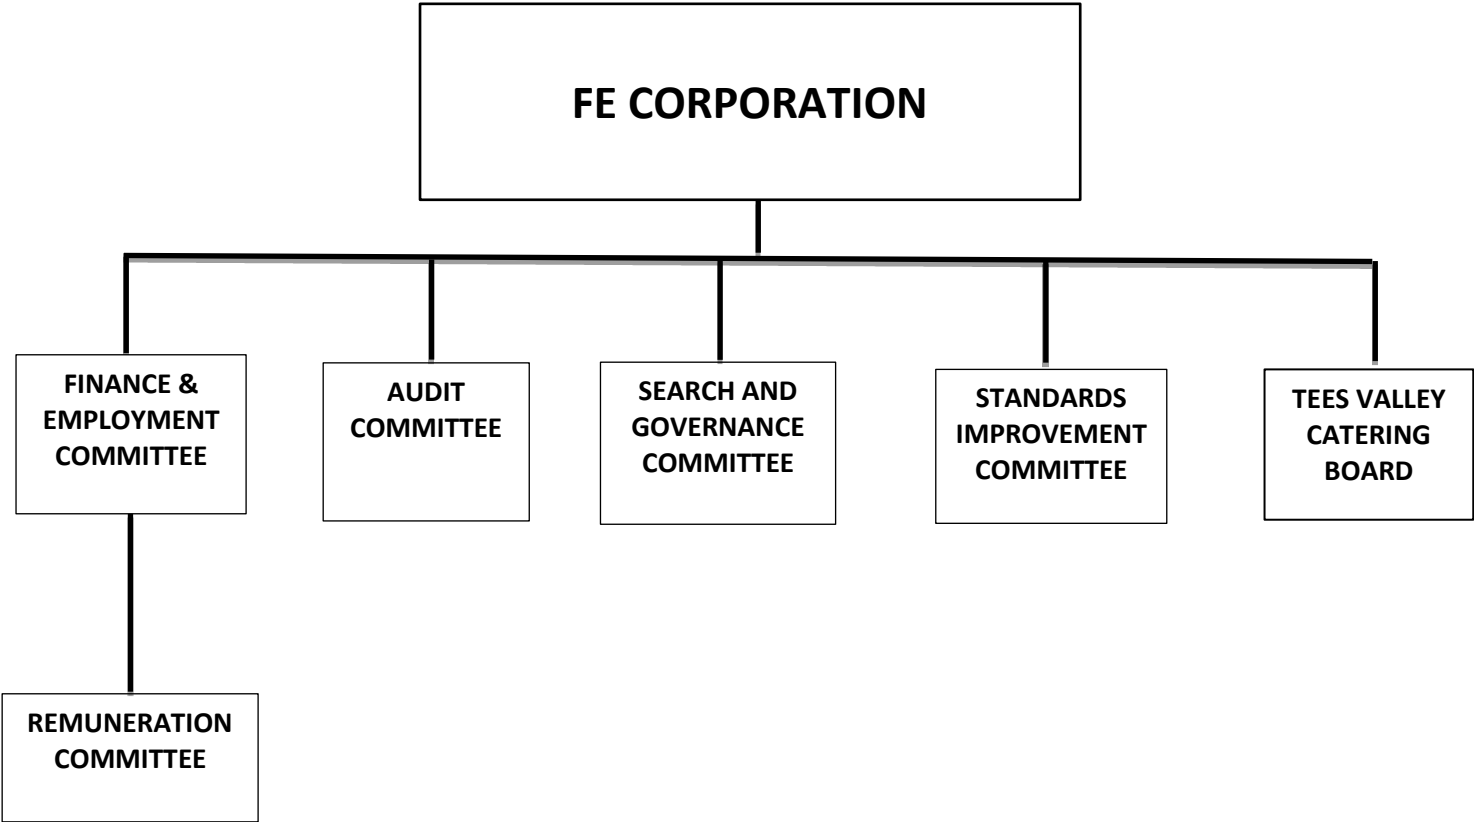 FE CORPORATION
FINANCE &
EMPLOYMENT
COMMITTEE
AUDIT
COMMITTEE
SEARCH AND
GOVERNANCE
COMMITTEE
STANDARDS
IMPROVEMENT
COMMITTEE
TEES VALLEY
CATERING
BOARD
REMUNERATION
COMMITTEE